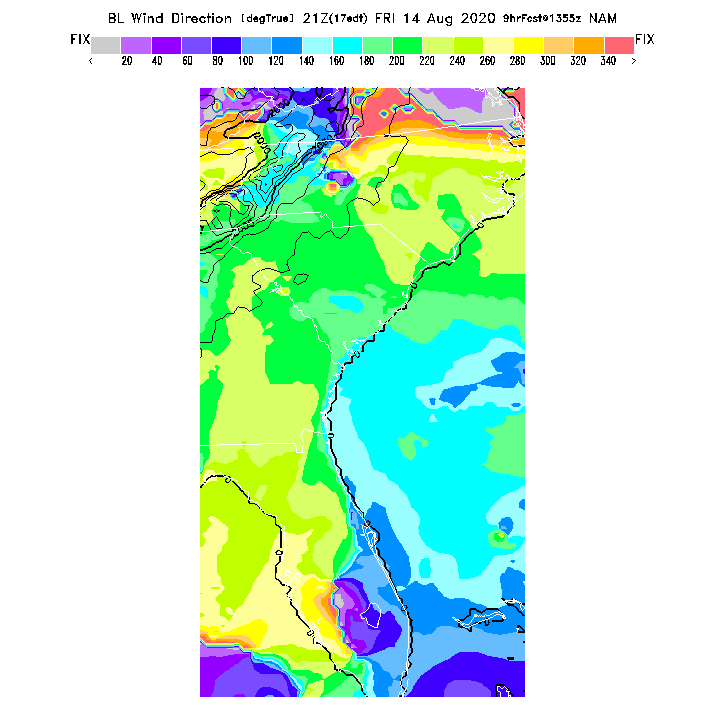 BL Wind Direction [degTrue] 21Z(17edt) FRI 14 Aug 2020 9hrFcst@1355z NAM
FIX FIX
< 20 40 60 80 100 120 140 160 180 200 220 240 260 280 300 320 340 >